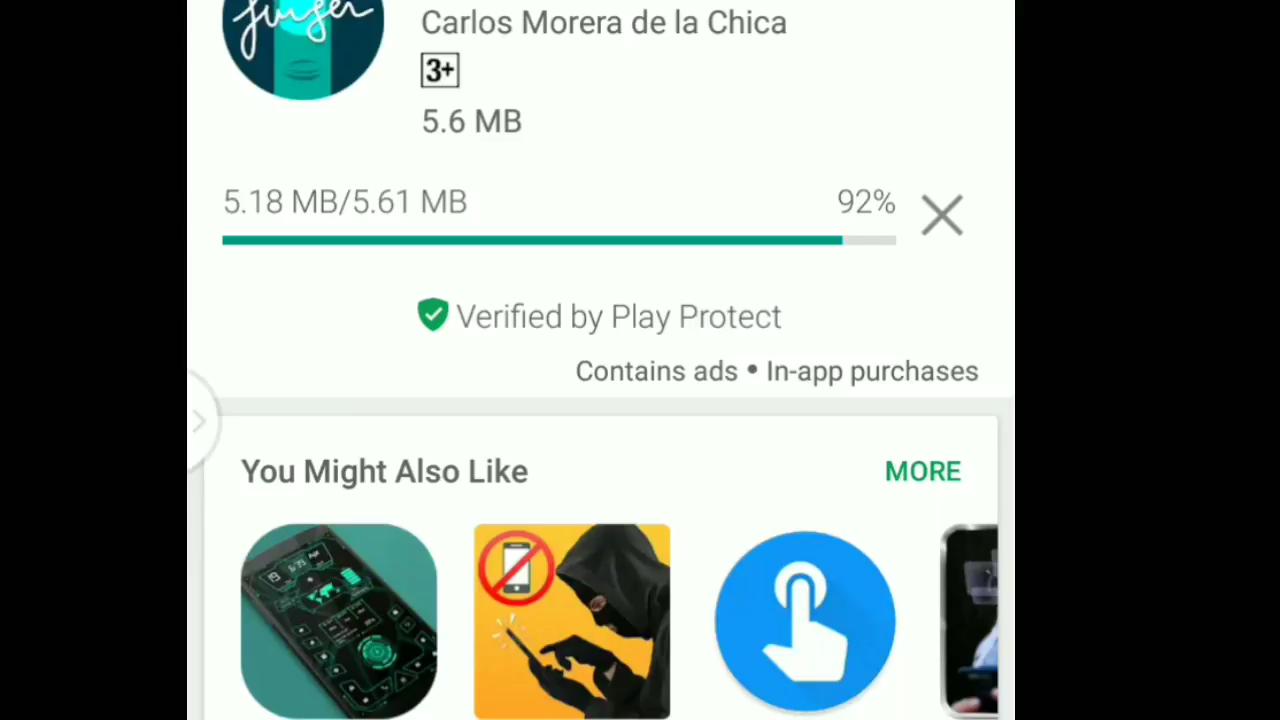 finger
Carlos Morera de la Chica
3+
5.6 MB
5.18 MB/5.61 MB 92%
Verified by Play Protect
Contains ads • In-app purchases
You Might Also Like MORE